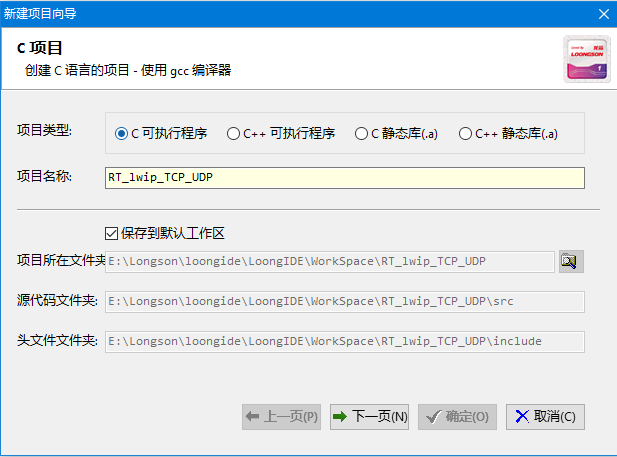 新建项目向导
C 项目
创建 C 语言的项目 - 使用 gcc 编译器
LOONGSON
项目类型:
C 可执行程序
C++ 可执行程序
C 静态库(.a)
C++ 静态库(.a)
项目名称:
RT_lwip_TCP_UDP
保存到默认工作区
项目所在文件夹
E:\Longson\loongide\LoongIDE\WorkSpace\RT_lwip_TCP_UDP
源代码文件夹:
E:\Longson\loongide\LoongIDE\WorkSpace\RT_lwip_TCP_UDP\src
头文件文件夹:
E:\Longson\loongide\LoongIDE\WorkSpace\RT_lwip_TCP_UDP\include
上一页(P)
下一页(N)
确定(O)
取消(C)